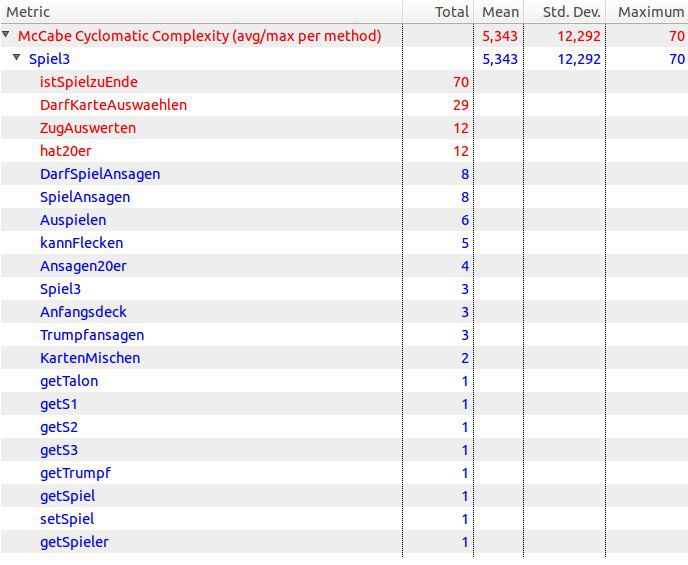 Metric Total Mean Std. Dev. Maximum
McCabe Cyclomatic Complexity (avg/max per method) 5,343 12,292 70
Spiel3 5,343 12,292 70
istSpielzuEnde 70
DarfKarteAuswaehlen 29
ZugAuswerten 12
hat20er 12
DarfSpielAnsagen 8
SpielAnsagen 8
Auspielen 6
kannFlecken 5
Ansagen20er 4
Spiel3 3
Anfangsdeck 3
Trumpfansagen 3
KartenMischen 2
getTalon 1
getS1 1
getS2 1
getS3 1
getTrumpf 1
getSpiel 1
setSpiel 1
getSpieler 1